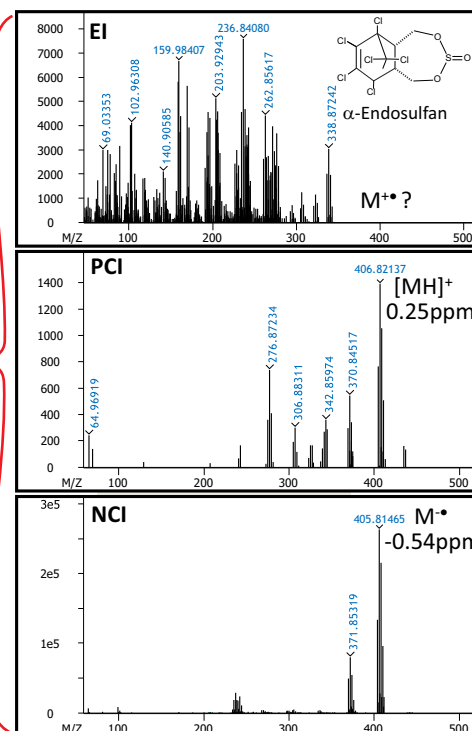 EI
8000
7000
6000
5000
4000
3000
2000
1000
0
69.03353
102.96308
140.90585
159.98407
203.92943
236.84080
262.85617
338.87242
Cl
Cl
Cl Cl
Cl
Cl
O
S=O
O
α-Endosulfan
M+• ?
M/Z 100 200 300 400 500
PCI
1400
1200
1000
800
600
400
200
0
64.96919
276.87234
306.88311
342.85974
370.84517
406.82137
[MH]+
0.25ppm
M/Z 100 200 300 400 500
NCI
3e5
2e5
1e5
0
371.85319
405.81465
M-•
-0.54ppm
M/Z 100 200 300 400 500